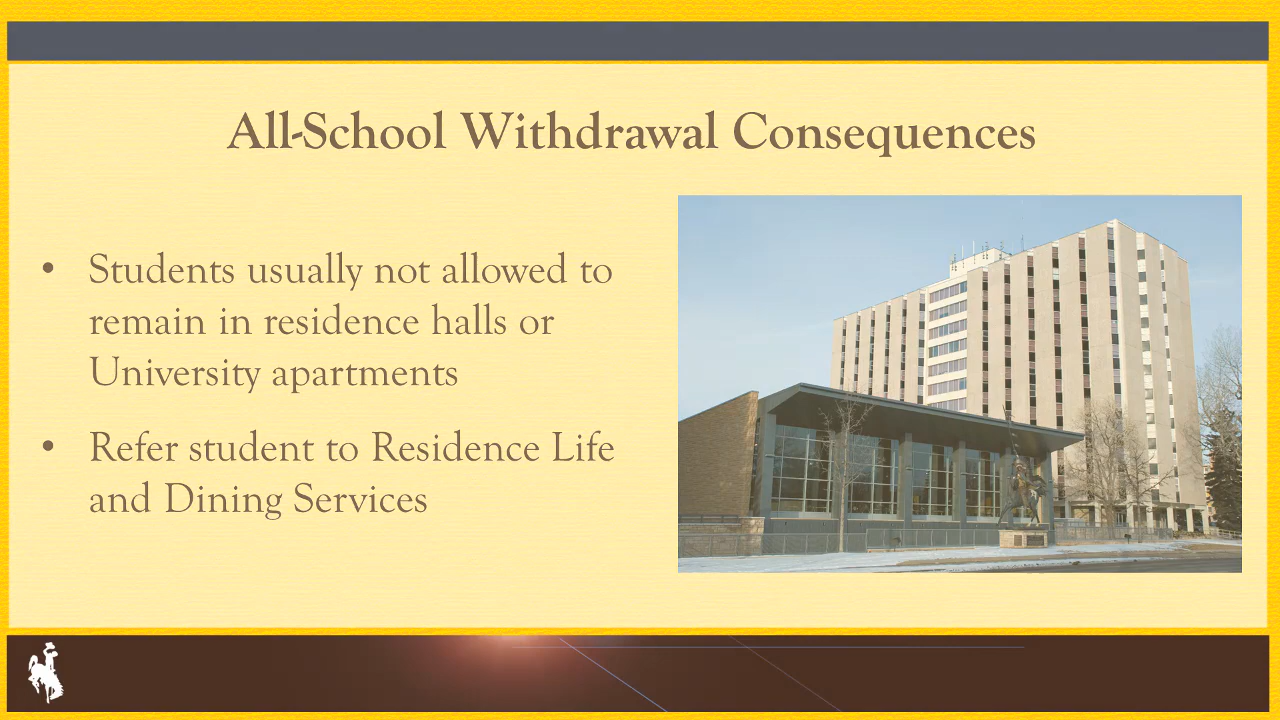 All-School Withdrawal Consequences
• Students usually not allowed to
remain in residence halls or
University apartments
• Refer student to Residence Life
and Dining Services